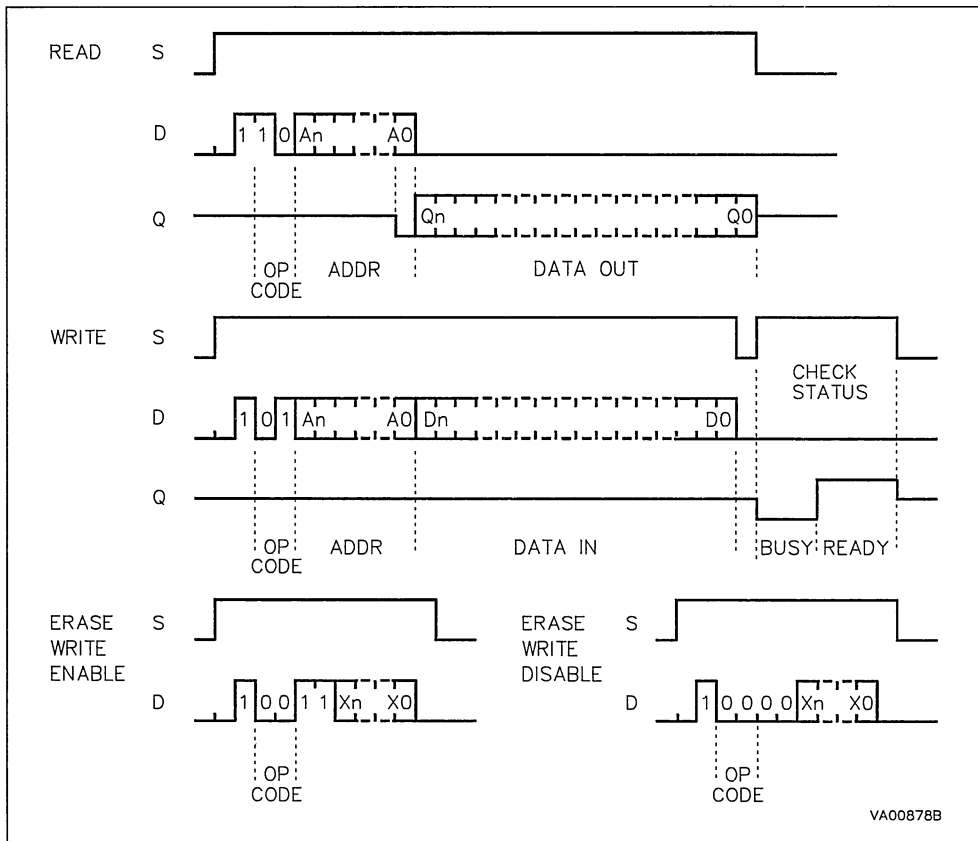 READ S
D 1 1 0 An A0
Q Qn Q0
OP CODE ADDR DATA OUT
WRITE S
CHECK STATUS
D 1 0 1 An A0 Dn D0
Q
OP CODE ADDR DATA IN BUSY READY
ERASE WRITE ENABLE S
D 1 0 0 1 1 Xn X0
OP CODE
ERASE WRITE DISABLE S
D 1 0 0 0 0 Xn X0
OP CODE
VA00878B